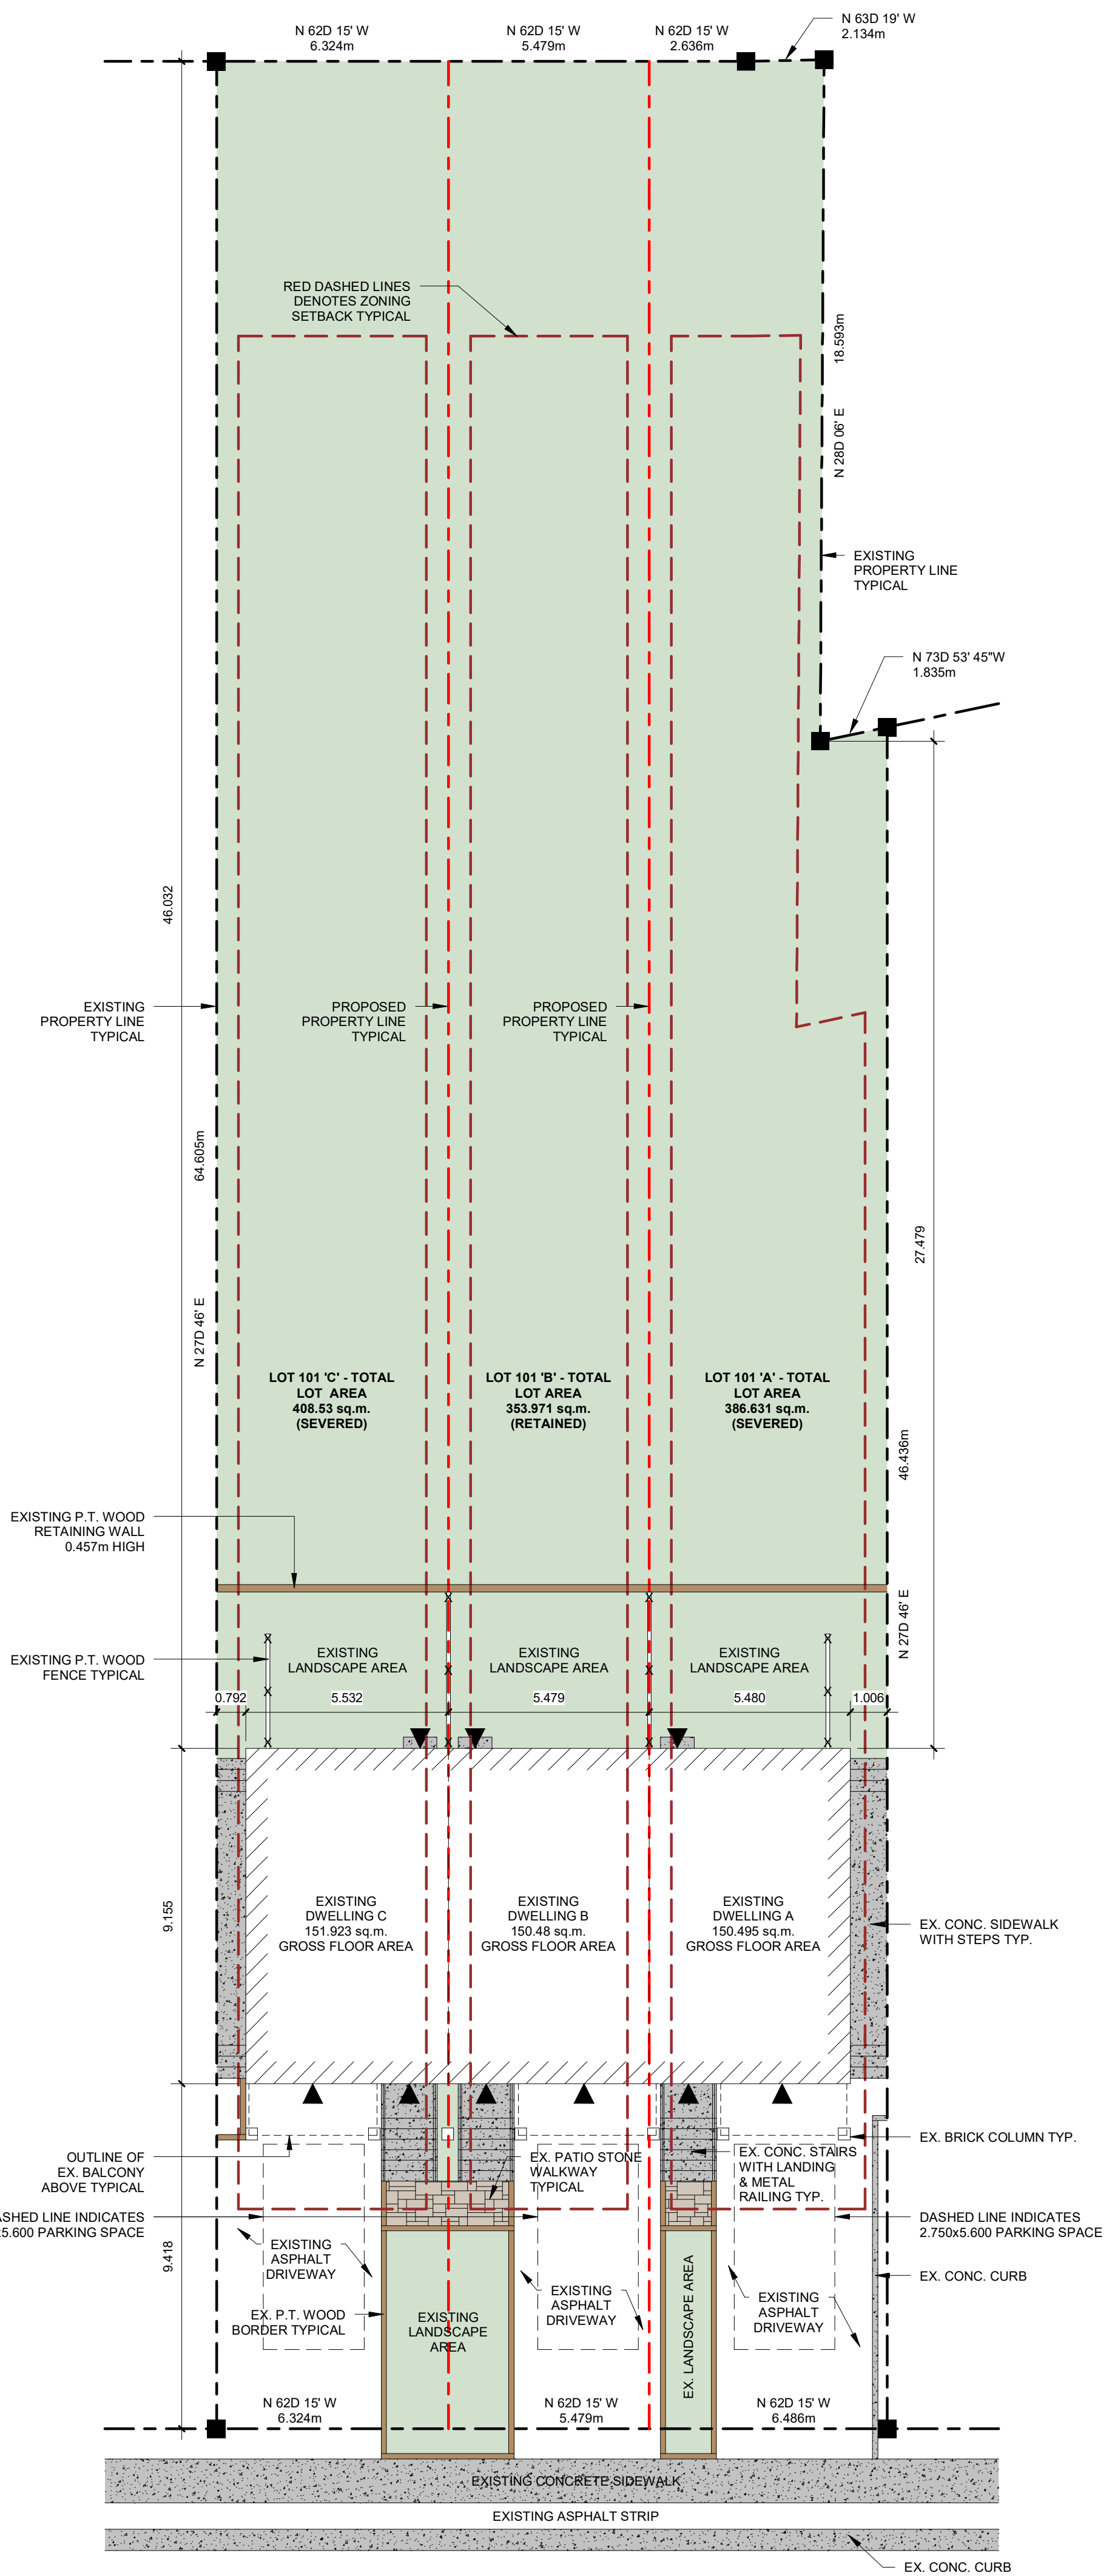 N 63D 19' W
2.134m
N 62D 15' W
6.324m
N 62D 15' W
5.479m
N 62D 15' W
2.636m
RED DASHED LINES
DENOTES ZONING
SETBACK TYPICAL
18.593m
N 28D 06' E
EXISTING
PROPERTY LINE
TYPICAL
N 73D 53' 45"W
1.835m
46.032
EXISTING
PROPERTY LINE
TYPICAL
PROPOSED
PROPERTY LINE
TYPICAL
PROPOSED
PROPERTY LINE
TYPICAL
64.605m
27.479
N 27D 46' E
LOT 101 'C' - TOTAL
LOT AREA
408.53 sq.m.
(SEVERED)
LOT 101 'B' - TOTAL
LOT AREA
353.971 sq.m.
(RETAINED)
LOT 101 'A' - TOTAL
LOT AREA
386.631 sq.m.
(SEVERED)
46.436m
EXISTING P.T. WOOD
RETAINING WALL
0.457m HIGH
N 27D 46' E
EXISTING P.T. WOOD
FENCE TYPICAL
EXISTING
LANDSCAPE AREA
EXISTING
LANDSCAPE AREA
EXISTING
LANDSCAPE AREA
X
X
X
X
X
X
X
X
X
X
X
X
0.792
5.532
5.479
5.480
1.006
9.155
EXISTING
DWELLING C
151.923 sq.m.
GROSS FLOOR AREA
EXISTING
DWELLING B
150.48 sq.m.
GROSS FLOOR AREA
EXISTING
DWELLING A
150.495 sq.m.
GROSS FLOOR AREA
EX. CONC. SIDEWALK
WITH STEPS TYP.
OUTLINE OF
EX. BALCONY
ABOVE TYPICAL
EX. PATIO STONE
WALKWAY
TYPICAL
EX. CONC. STAIRS
WITH LANDING
& METAL
RAILING TYP.
EX. BRICK COLUMN TYP.
DASHED LINE INDICATES
x5.600 PARKING SPACE
DASHED LINE INDICATES
2.750x5.600 PARKING SPACE
9.418
EXISTING
ASPHALT
DRIVEWAY
EX. P.T. WOOD
BORDER TYPICAL
EXISTING
LANDSCAPE
AREA
EXISTING
ASPHALT
DRIVEWAY
EX. LANDSCAPE AREA
EXISTING
ASPHALT
DRIVEWAY
EX. CONC. CURB
N 62D 15' W
6.324m
N 62D 15' W
5.479m
N 62D 15' W
6.486m
EXISTING CONCRETE SIDEWALK
EXISTING ASPHALT STRIP
EX. CONC. CURB